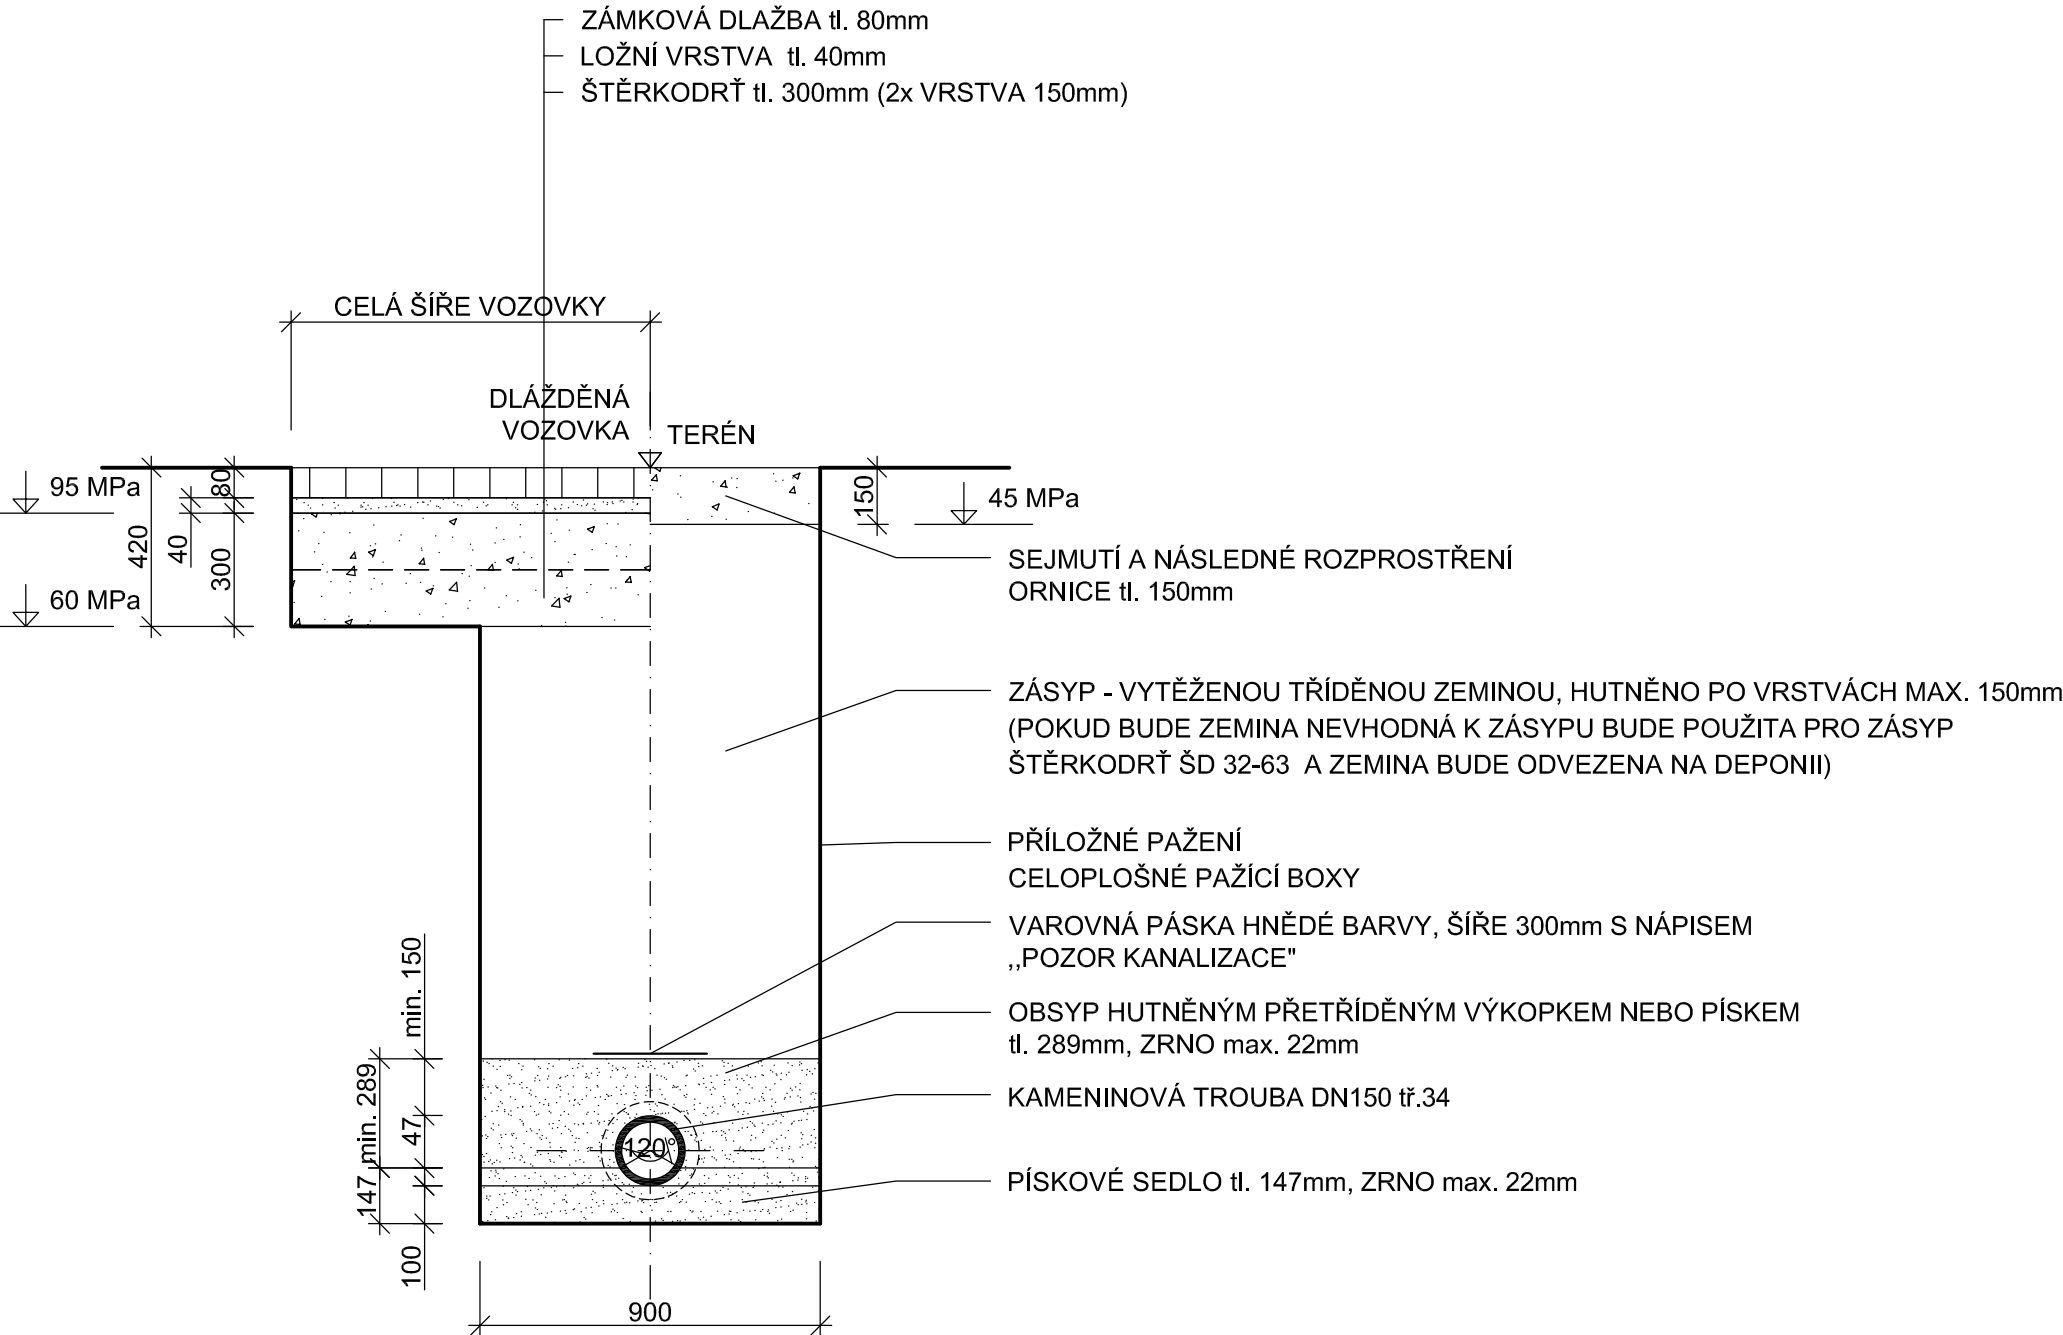 ZÁMKOVÁ DLAŽBA tl. 80mm
LOŽNÍ VRSTVA tl. 40mm
ŠTĚRKODRŤ tl. 300mm (2x VRSTVA 150mm)
CELÁ ŠÍŘE VOZOVKY
DLÁŽDĚNÁ
VOZOVKA
TERÉN
95 MPa
60 MPa
420
80
40
300
150
45 MPa
SEJMUTÍ A NÁSLEDNÉ ROZPROSTŘENÍ
ORNICE tl. 150mm
ZÁSYP - VYTĚŽENOU TŘÍDĚNOU ZEMINOU, HUTNĚNO PO VRSTVÁCH MAX. 150mm
(POKUD BUDE ZEMINA NEVHODNÁ K ZÁSYPU BUDE POUŽITA PRO ZÁSYP
ŠTĚRKODRŤ ŠD 32-63 A ZEMINA BUDE ODVEZENA NA DEPONII)
PŘÍLOŽNÉ PAŽENÍ
CELOPLOŠNÉ PAŽÍCÍ BOXY
VAROVNÁ PÁSKA HNĚDÉ BARVY, ŠÍŘE 300mm S NÁPISEM
,,POZOR KANALIZACE"
OBSYP HUTNĚNÝM PŘETŘÍDĚNÝM VÝKOPKEM NEBO PÍSKEM
tl. 289mm, ZRNO max. 22mm
KAMENINOVÁ TROUBA DN150 tř.34
PÍSKOVÉ SEDLO tl. 147mm, ZRNO max. 22mm
min. 150
min. 289
47
147
100
120°
900